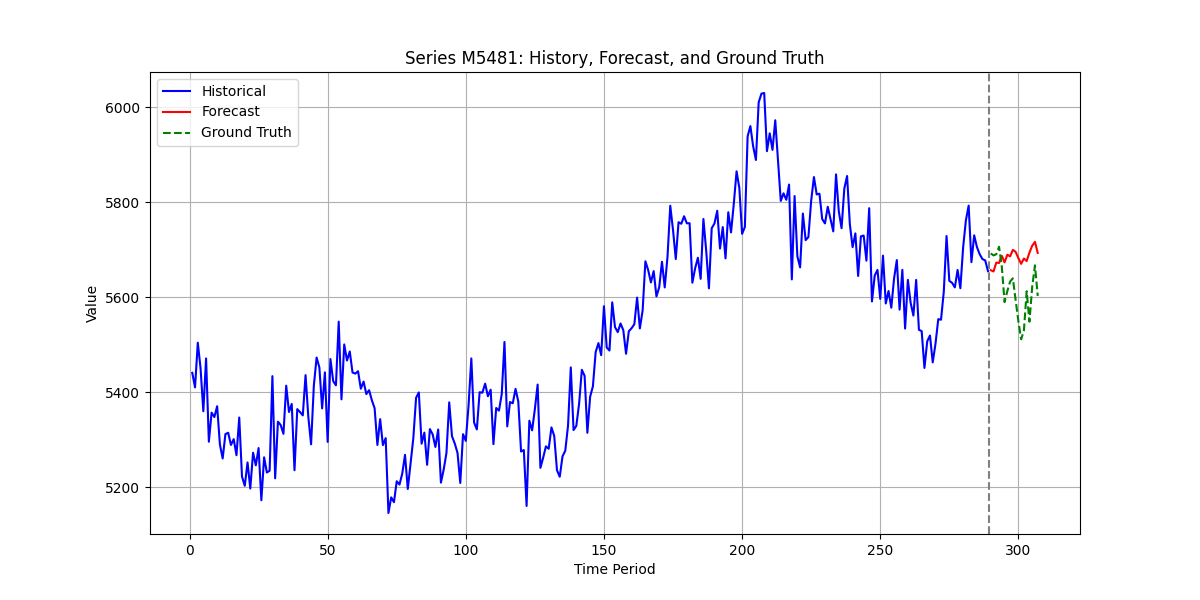 Series M5481: History, Forecast, and Ground Truth
Historical
Forecast
Ground Truth
6000
5800
5600
5400
5200
Value
0 50 100 150 200 250 300
Time Period